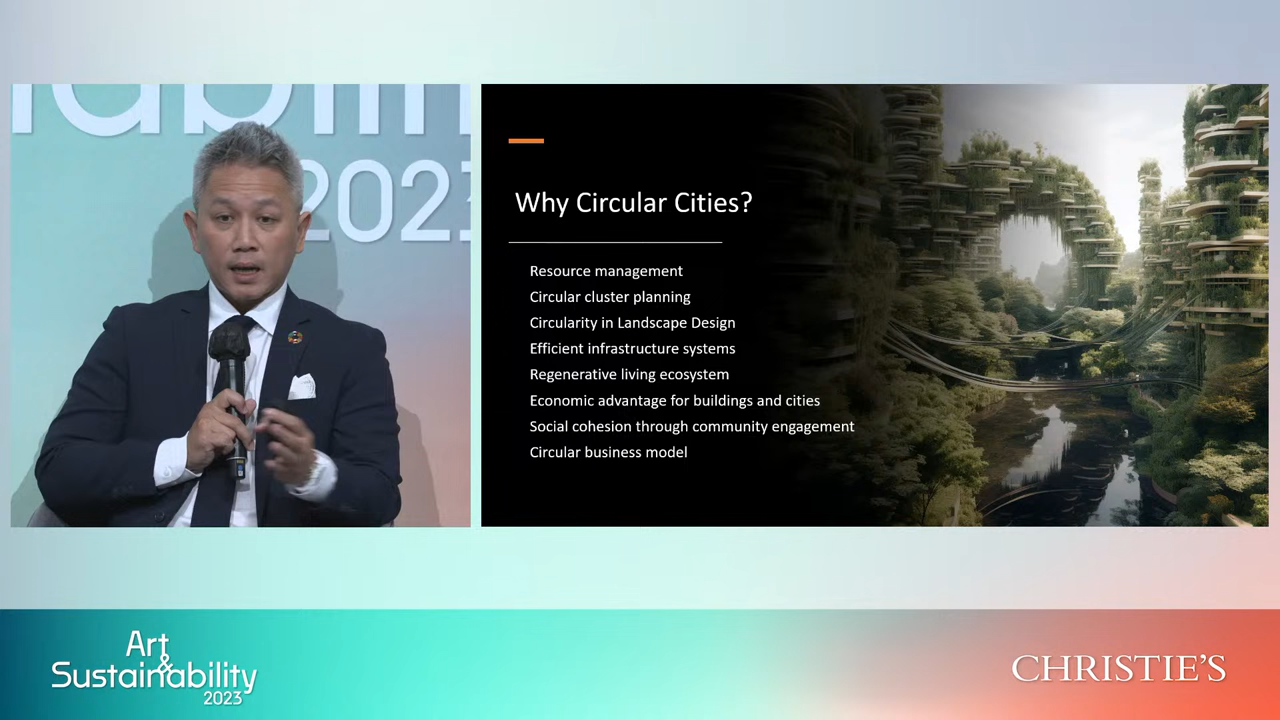 2023
Why Circular Cities?
Resource management
Circular cluster planning
Circularity in Landscape Design
Efficient infrastructure systems
Regenerative living ecosystem
Economic advantage for buildings and cities
Social cohesion through community engagement
Circular business model
Art
&
Sustainability
2023
CHRISTIE'S